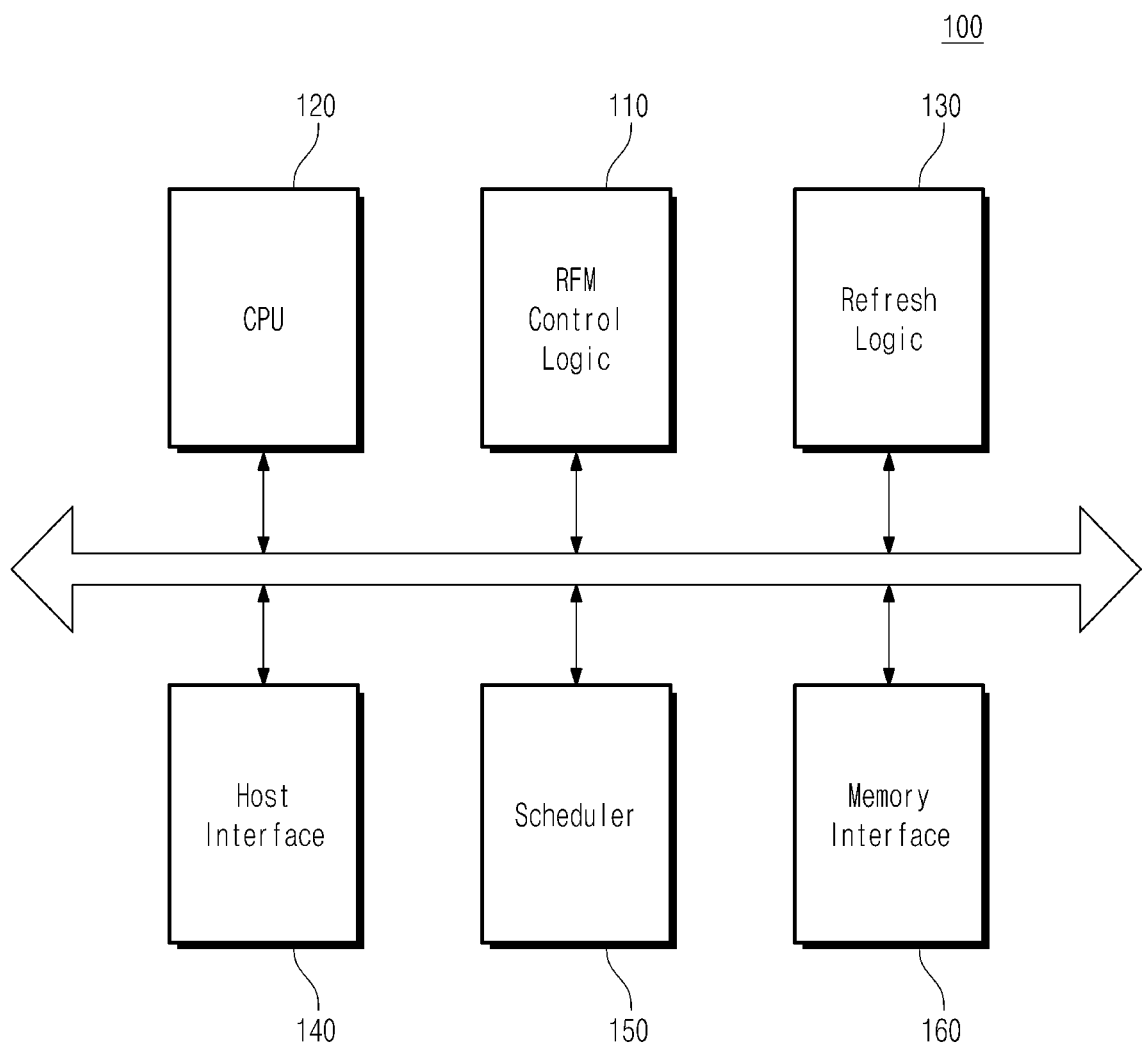 100
120
110
130
CPU
RFM
Control
Logic
Refresh
Logic
Host
Interface
Scheduler
Memory
Interface
140
150
160